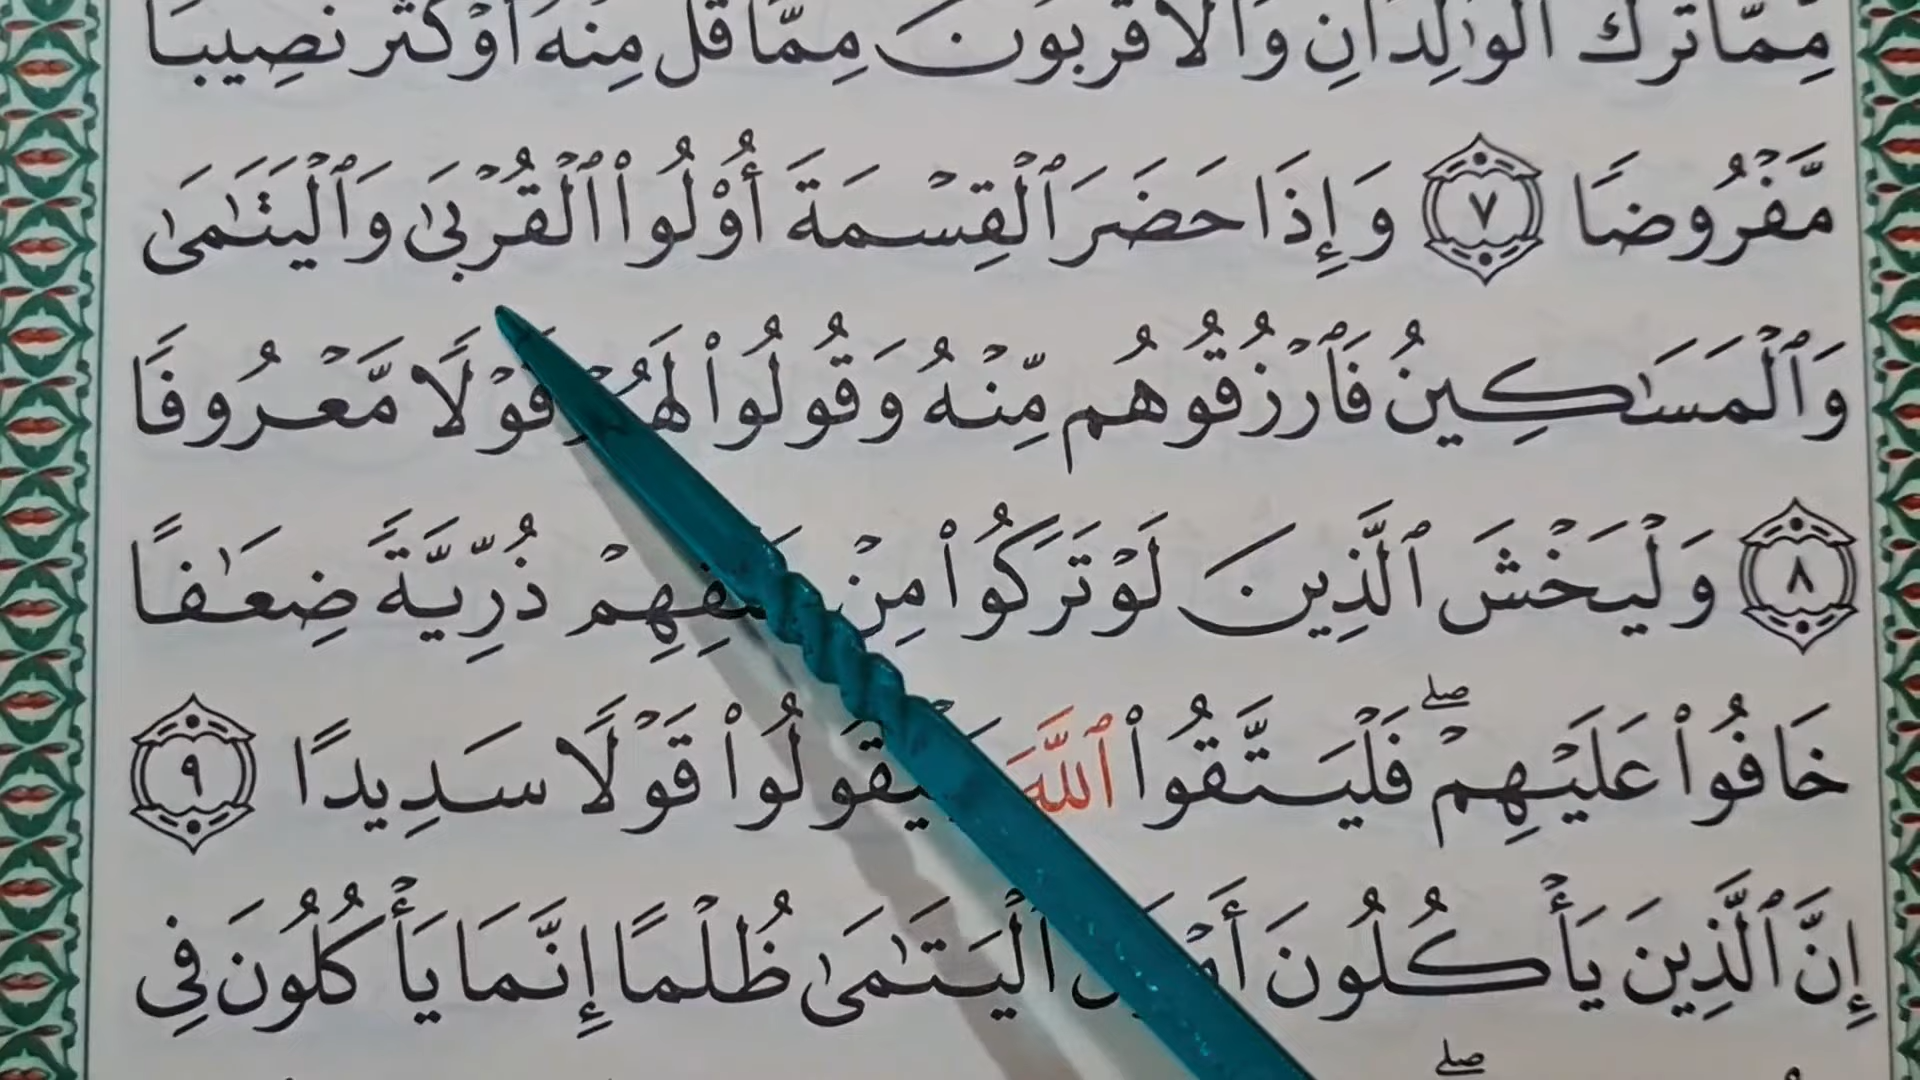 مِّمَّا تَرَكَ ٱلْوَٰلِدَانِ وَٱلْأَقْرَبُونَ مِمَّا قَلَّ مِنْهُ أَوْ كَثُرَ نَصِيبًا
مَّفْرُوضًا ٧ وَإِذَا حَضَرَ ٱلْقِسْمَةَ أُو۟لُوا۟ ٱلْقُرْبَىٰ وَٱلْيَتَٰمَىٰ
وَٱلْمَسَٰكِينُ فَٱرْزُقُوهُم مِّنْهُ وَقُولُوا۟ لَهُمْ قَوْلًا مَّعْرُوفًا
٨ وَلْيَخْشَ ٱلَّذِينَ لَوْ تَرَكُوا۟ مِنْ ذُرِّيَّةً ضِعَٰفًا
خَافُوا۟ عَلَيْهِمْ ۖ فَلْيَتَّقُوا۟ ٱللَّهَ قَوْلًا سَدِيدًا ٩
إِنَّ ٱلَّذِينَ يَأْكُلُونَ ٱلْيَتَٰمَىٰ ظُلْمًا إِنَّمَا يَأْكُلُونَ فِى